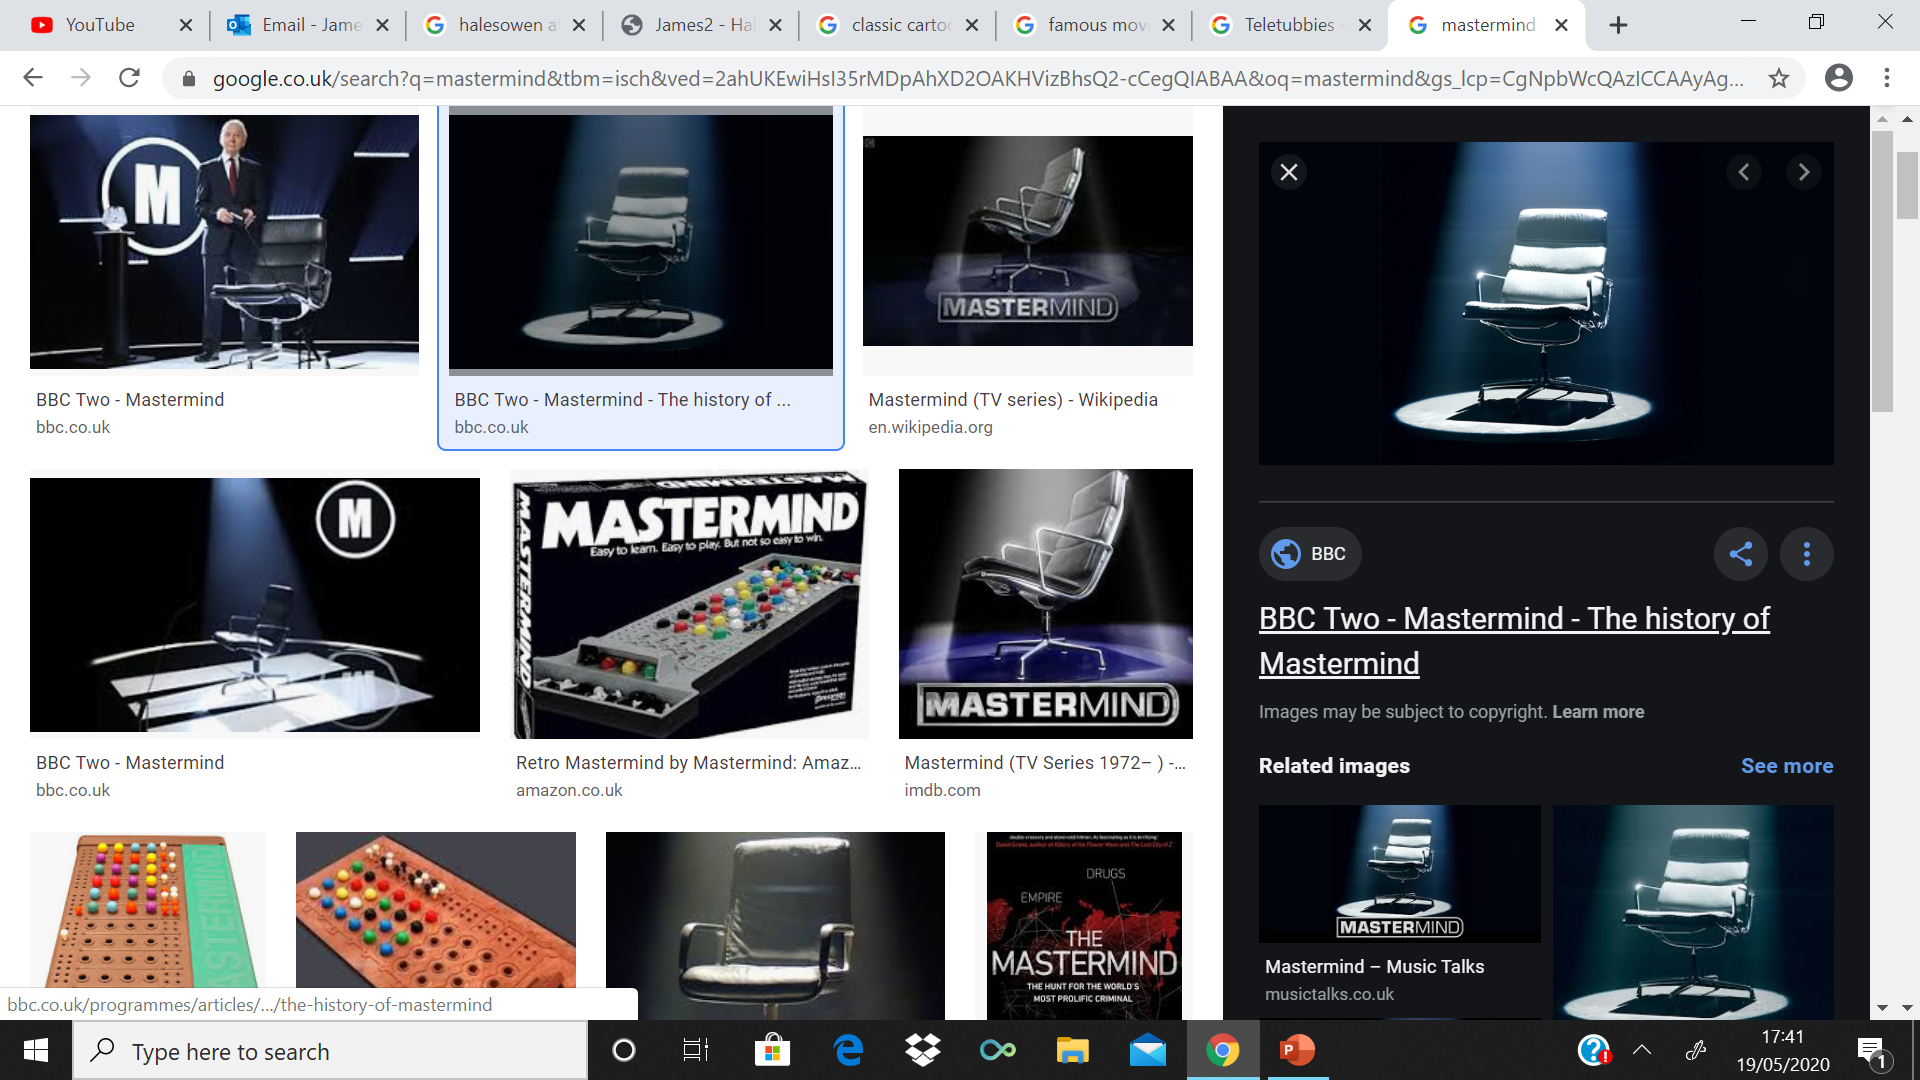 YouTube
Email - Jame
halesowen a
James2 - Hal
classic carto
famous mov
Teletubbies -
mastermind
google.co.uk/search?q=mastermind&tbm=isch&ved=2ahUKEwiHsI35rMDpAhXD2OAKHVizBhsQ2-cCegQIABAA&oq=mastermind&gs_lcp=CgNpbWcQAzICCAAyAg...
M
BBC Two - Mastermind
bbc.co.uk
BBC Two - Mastermind - The history of ...
bbc.co.uk
MASTERMIND
Mastermind (TV series) - Wikipedia
en.wikipedia.org
M
BBC Two - Mastermind
bbc.co.uk
MASTERMIND
MASTERMIND
Easy to learn. Easy to play. But not so easy to win.
MASTERMIND
Retro Mastermind by Mastermind: Amaz...
amazon.co.uk
MASTERMIND
Mastermind (TV Series 1972– ) -...
imdb.com
MASTERMIND
DRUGS
EMPIRE
THE
MASTERMIND
THE HUNT FOR THE WORLD'S
MOST PROLIFIC CRIMINAL
BBC
BBC Two - Mastermind - The history of
Mastermind
Images may be subject to copyright. Learn more
Related images
See more
MASTERMIND
Mastermind – Music Talks
musictalks.co.uk
bbc.co.uk/programmes/articles/.../the-history-of-mastermind
Type here to search
17:41
19/05/2020
1